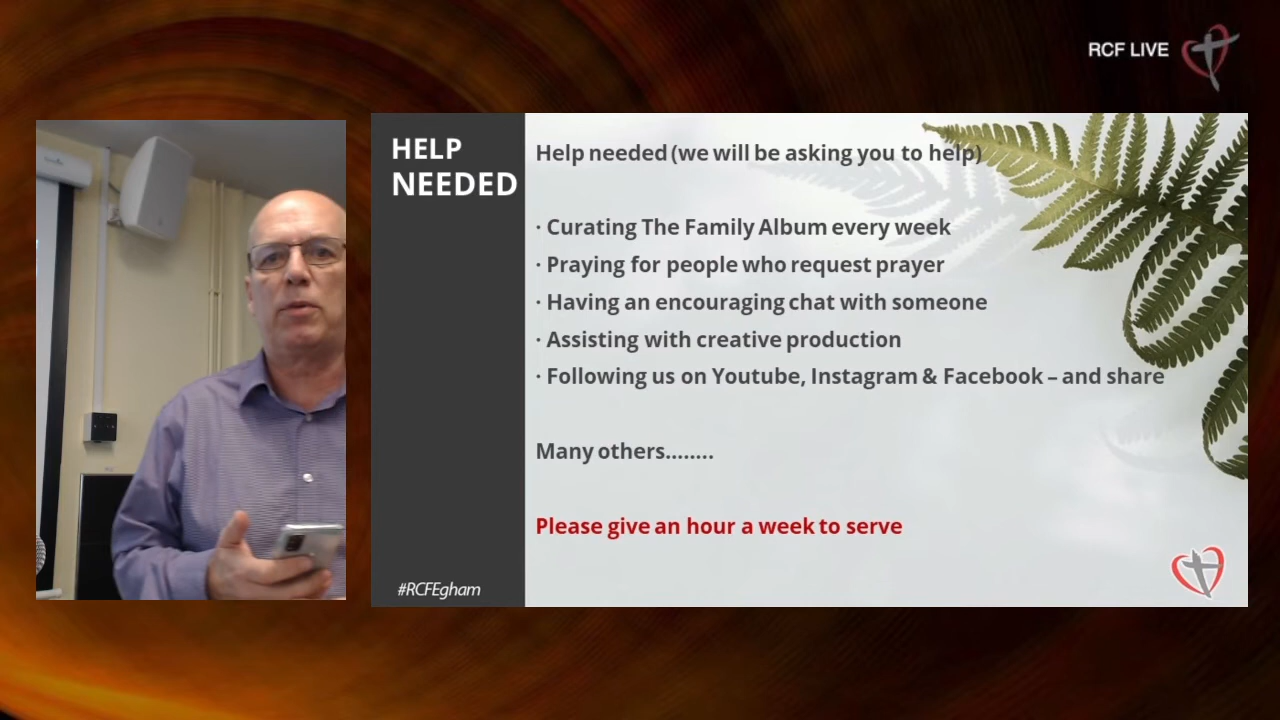 RCF LIVE
HELP
NEEDED
Help needed (we will be asking you to help)
· Curating The Family Album every week
· Praying for people who request prayer
· Having an encouraging chat with someone
· Assisting with creative production
· Following us on Youtube, Instagram & Facebook – and share
Many others........
Please give an hour a week to serve
#RCFEgham